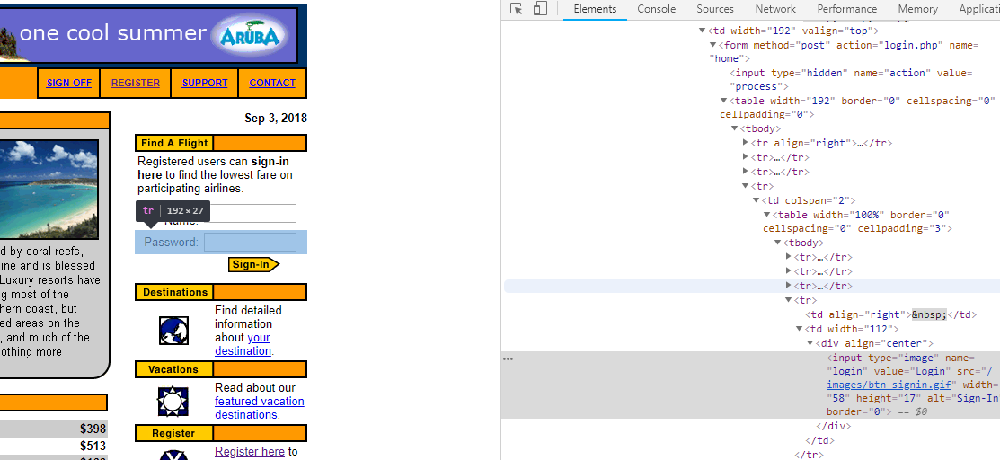 one cool summer ARUBA
SIGN-OFF REGISTER SUPPORT CONTACT
Sep 3, 2018
Find A Flight
Registered users can sign-in
here to find the lowest fare on
participating airlines.
tr 192 × 27
Name:
Password:
Sign-In
d by coral reefs,
ine and is blessed
Luxury resorts have
g most of the
hern coast, but
ed areas on the
, and much of the
othing more
Destinations
Find detailed
information
about your
destination.
Vacations
Read about our
featured vacation
destinations.
Register
Register here to
$398
$513
Elements Console Sources Network Performance Memory Applicati
▼<td width="192" valign="top">
▼<form method="post" action="login.php" name=
"home">
<input type="hidden" name="action" value=
"process">
▼<table width="192" border="0" cellspacing="0"
cellpadding="0">
▼<tbody>
▶<tr align="right">…</tr>
▶<tr>…</tr>
▶<tr>…</tr>
▼<tr>
▼<td colspan="2">
▼<table width="100%" border="0"
cellspacing="0" cellpadding="3">
▼<tbody>
▶<tr>…</tr>
▶<tr>…</tr>
▶<tr>…</tr>
▼<tr>
<td align="right">&nbsp;</td>
▼<td width="112">
▼<div align="center">
… <input type="image" name=
"login" value="Login" src="/
images/btn_signin.gif" width=
"58" height="17" alt="Sign-In
border="0"> == $0
</div>
</td>
</tr>